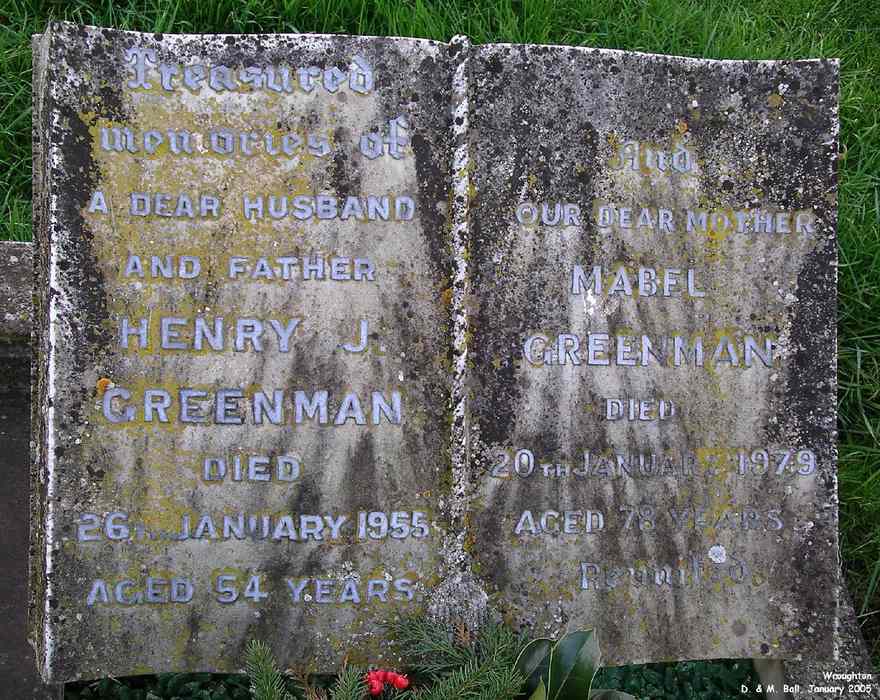 Treasured
memories of
A DEAR HUSBAND
AND FATHER
HENRY J.
GREENMAN
DIED
26TH JANUARY 1955
AGED 54 YEARS
And
OUR DEAR MOTHER
MABEL
GREENMAN
DIED
20TH JANUARY 1979
AGED 78 YEARS
Reunited
Wroughton
D. & M. Ball, January 2005